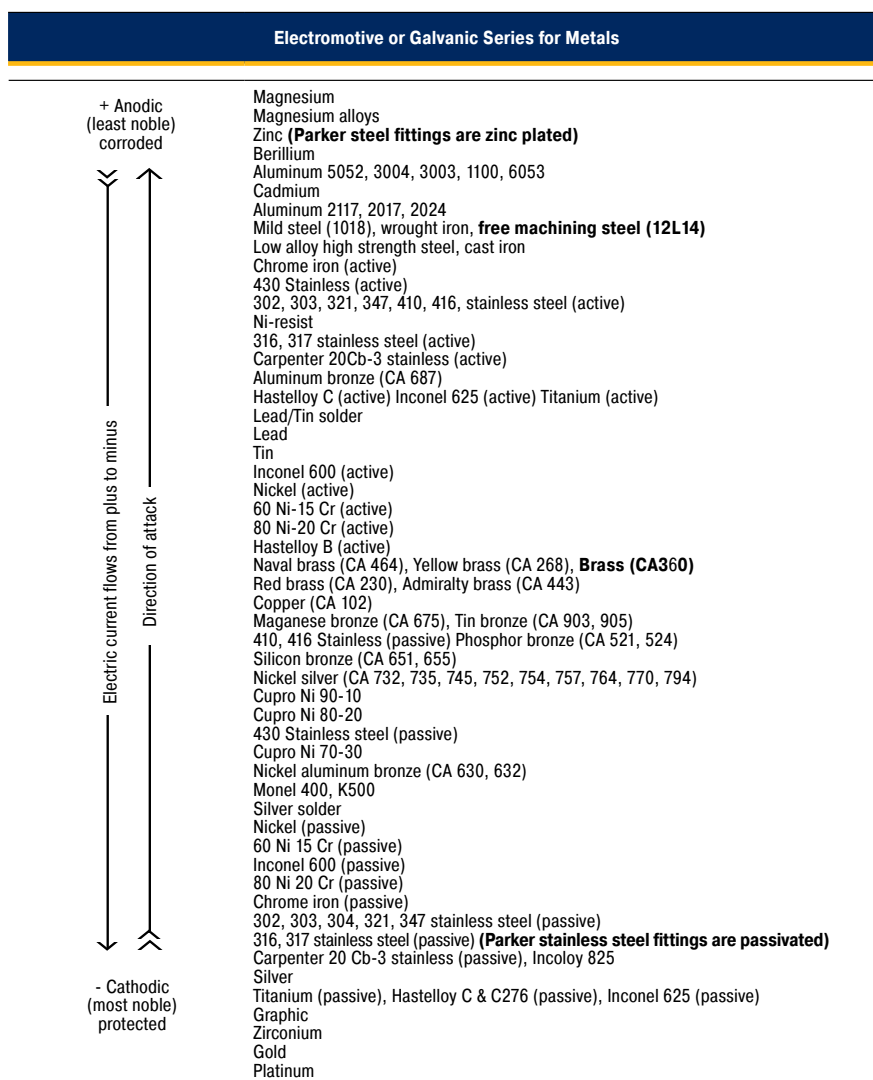 Electromotive or Galvanic Series for Metals
+ Anodic
(least noble)
corroded
Electric current flows from plus to minus
Direction of attack
- Cathodic
(most noble)
protected
Magnesium
Magnesium alloys
Zinc (Parker steel fittings are zinc plated)
Berillium
Aluminum 5052, 3004, 3003, 1100, 6053
Cadmium
Aluminum 2117, 2017, 2024
Mild steel (1018), wrought iron, free machining steel (12L14)
Low alloy high strength steel, cast iron
Chrome iron (active)
430 Stainless (active)
302, 303, 321, 347, 410, 416, stainless steel (active)
Ni-resist
316, 317 stainless steel (active)
Carpenter 20Cb-3 stainless (active)
Aluminum bronze (CA 687)
Hastelloy C (active) Inconel 625 (active) Titanium (active)
Lead/Tin solder
Lead
Tin
Inconel 600 (active)
Nickel (active)
60 Ni-15 Cr (active)
80 Ni-20 Cr (active)
Hastelloy B (active)
Naval brass (CA 464), Yellow brass (CA 268), Brass (CA360)
Red brass (CA 230), Admiralty brass (CA 443)
Copper (CA 102)
Maganese bronze (CA 675), Tin bronze (CA 903, 905)
410, 416 Stainless (passive) Phosphor bronze (CA 521, 524)
Silicon bronze (CA 651, 655)
Nickel silver (CA 732, 735, 745, 752, 754, 757, 764, 770, 794)
Cupro Ni 90-10
Cupro Ni 80-20
430 Stainless steel (passive)
Cupro Ni 70-30
Nickel aluminum bronze (CA 630, 632)
Monel 400, K500
Silver solder
Nickel (passive)
60 Ni 15 Cr (passive)
Inconel 600 (passive)
80 Ni 20 Cr (passive)
Chrome iron (passive)
302, 303, 304, 321, 347 stainless steel (passive)
316, 317 stainless steel (passive) (Parker stainless steel fittings are passivated)
Carpenter 20 Cb-3 stainless (passive), Incoloy 825
Silver
Titanium (passive), Hastelloy C & C276 (passive), Inconel 625 (passive)
Graphic
Zirconium
Gold
Platinum